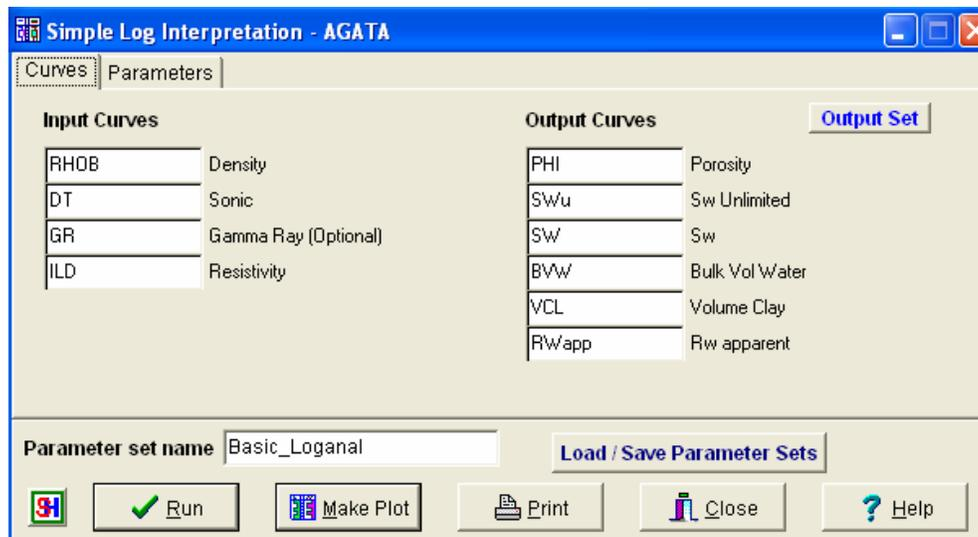 Simple Log Interpretation - AGATA
Curves Parameters
Input Curves
RHOB Density
DT Sonic
GR Gamma Ray (Optional)
ILD Resistivity
Output Curves Output Set
PHI Porosity
SWu Sw Unlimited
SW Sw
BVW Bulk Vol Water
VCL Volume Clay
RWapp Rw apparent
Parameter set name Basic_Loganal Load / Save Parameter Sets
SH Run Make Plot Print Close ? Help